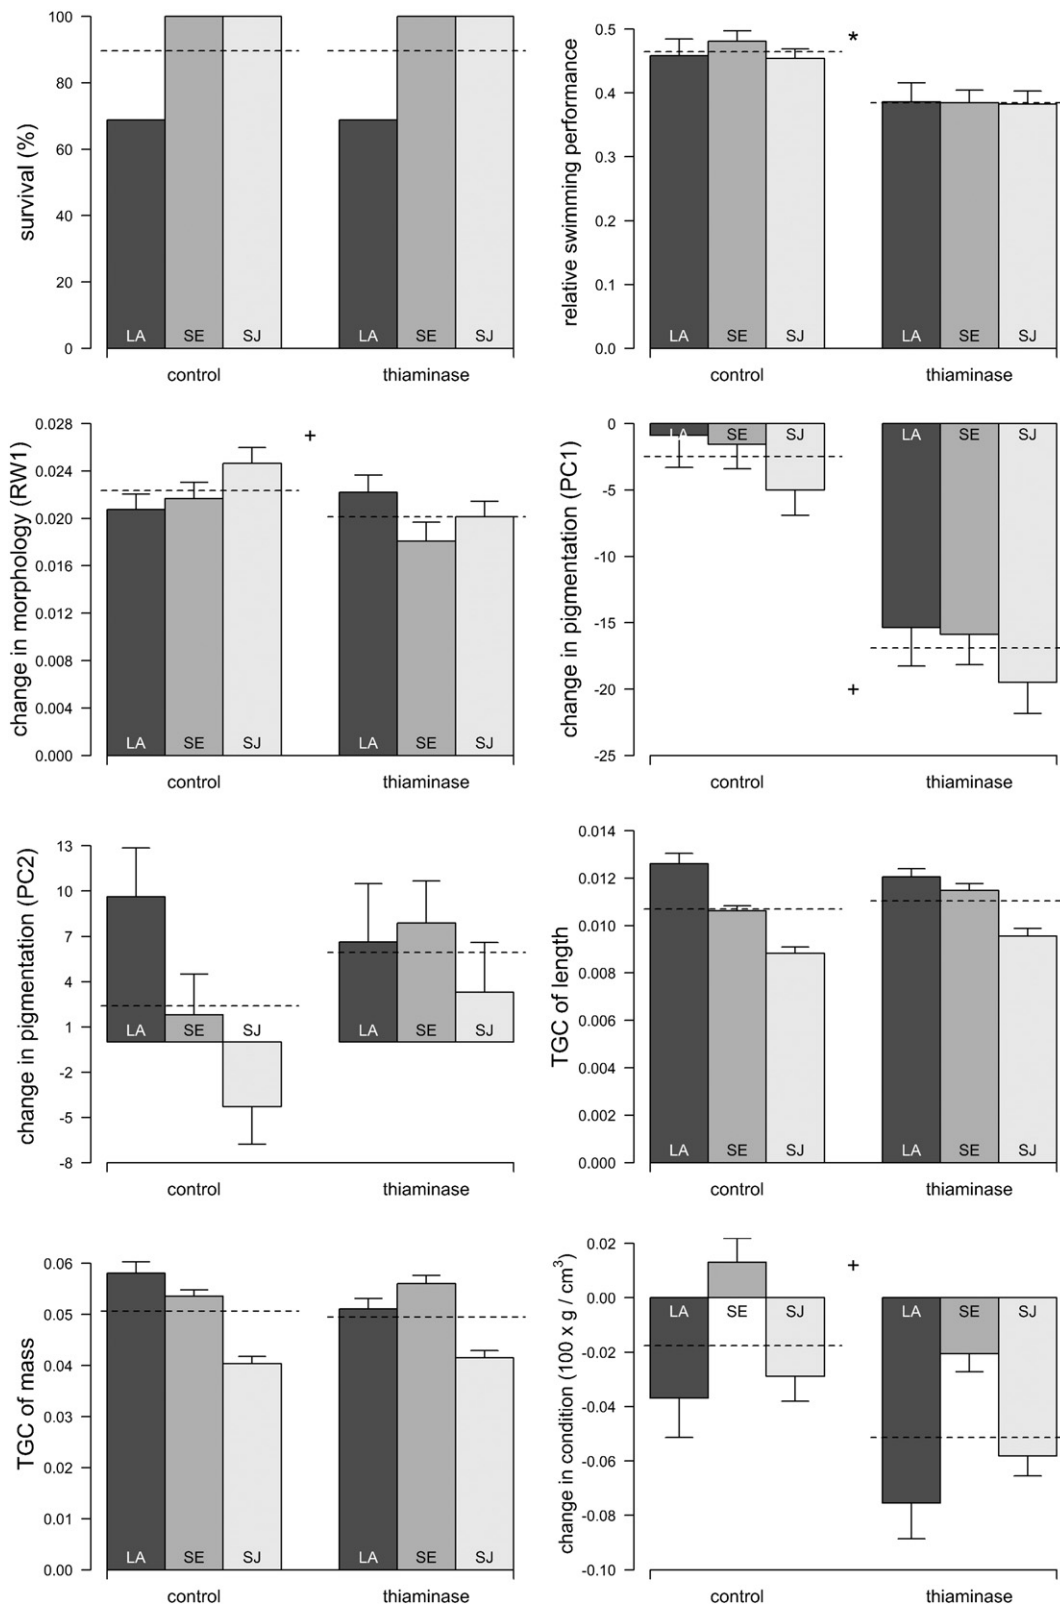 survival (%)
100
80
60
40
20
0
LA SE SJ LA SE SJ
control thiaminase
relative swimming performance
0.5
0.4
0.3
0.2
0.1
0.0
*
LA SE SJ LA SE SJ
control thiaminase
change in morphology (RW1)
0.028
0.024
0.020
0.016
0.012
0.008
0.004
0.000
+
LA SE SJ LA SE SJ
control thiaminase
change in pigmentation (PC1)
0
-5
-10
-15
-20
-25
LA SE SJ LA SE SJ
+
control thiaminase
change in pigmentation (PC2)
13
10
7
4
1
-2
-5
-8
LA SE SJ LA SE SJ
control thiaminase
TGC of length
0.014
0.012
0.010
0.008
0.006
0.004
0.002
0.000
LA SE SJ LA SE SJ
control thiaminase
TGC of mass
0.06
0.05
0.04
0.03
0.02
0.01
0.00
LA SE SJ LA SE SJ
control thiaminase
change in condition (100 x g / cm³)
0.02
0.00
-0.02
-0.04
-0.06
-0.08
-0.10
+
LA SE SJ LA SE SJ
control thiaminase